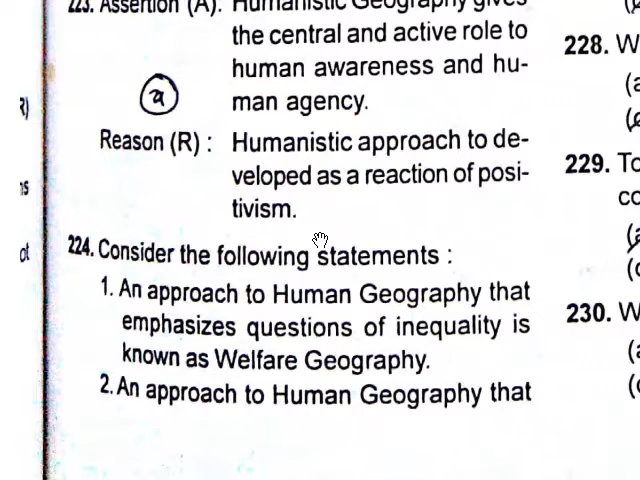 223. Assertion (A): Humanistic Geography gives
the central and active role to
human awareness and hu-
man agency.
a
Reason (R) : Humanistic approach to de-
veloped as a reaction of posi-
tivism.
224. Consider the following statements :
1. An approach to Human Geography that
emphasizes questions of inequality is
known as Welfare Geography.
2. An approach to Human Geography that
R)
ns
ot
228. W
(a
229. To
co
(a
(c
230. W
(a
(c